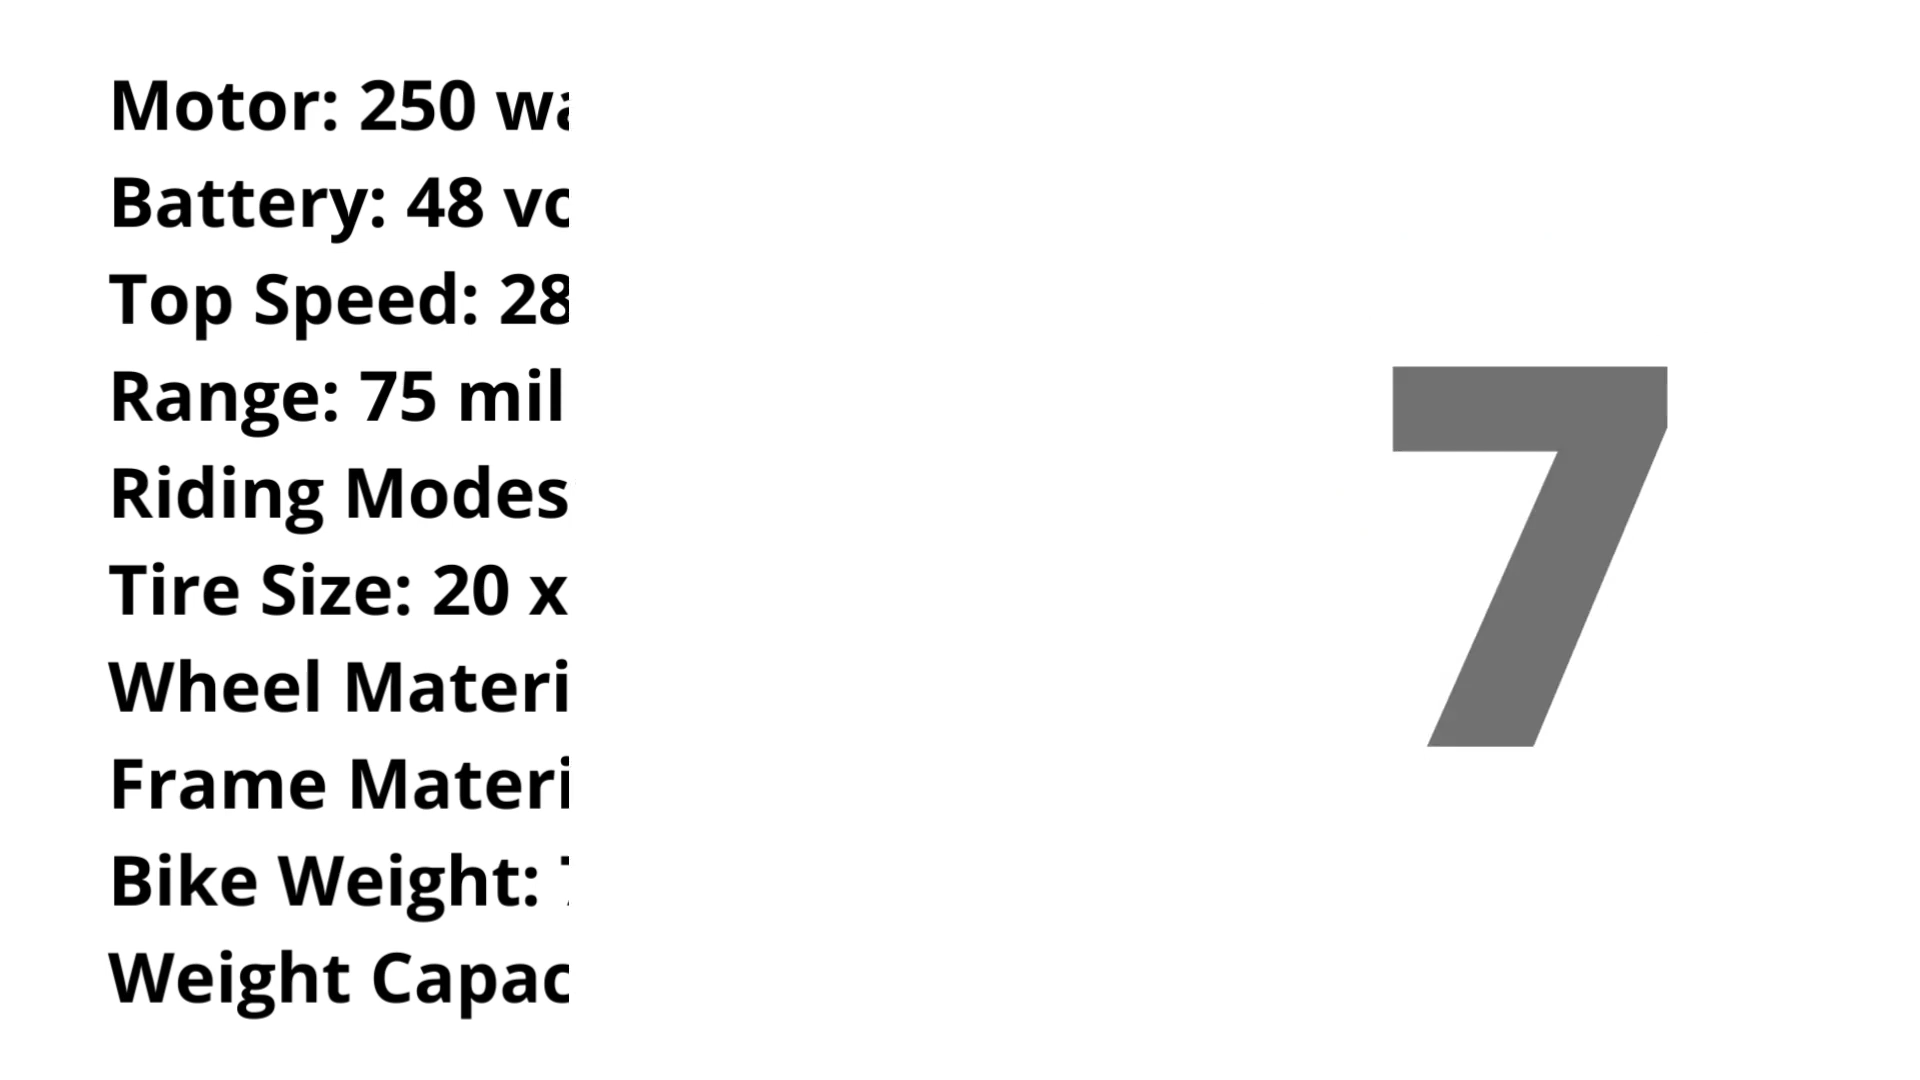 Motor: 250 wa
Battery: 48 vo
Top Speed: 28
Range: 75 mil
Riding Modes
Tire Size: 20 x
Wheel Materi
Frame Materi
Bike Weight:
Weight Capac
7